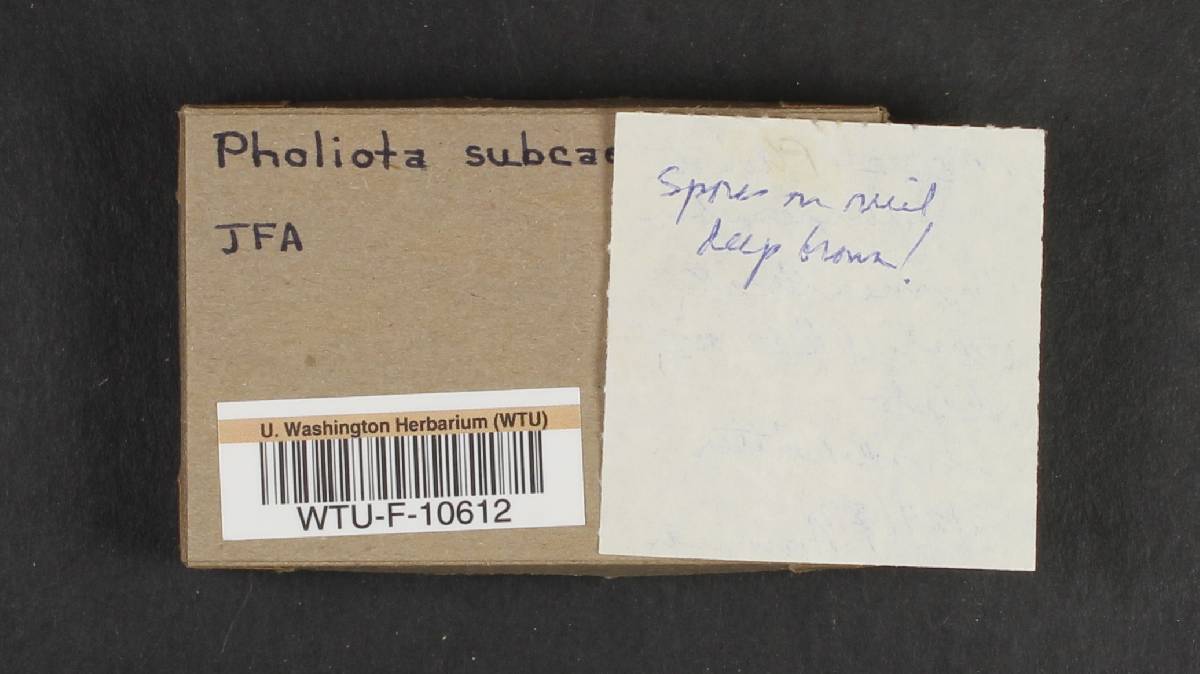 Pholiota subcae
JFA
Spores on veil
deep brown!
U. Washington Herbarium (WTU)
WTU-F-10612